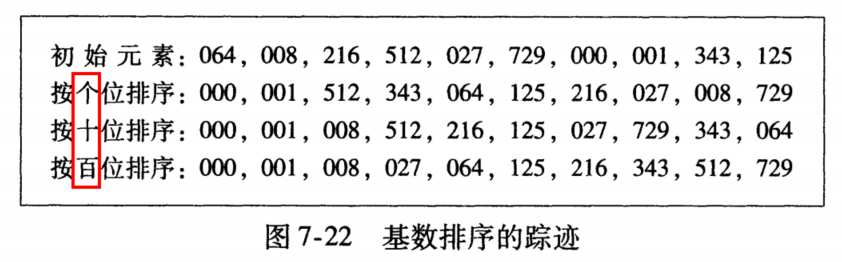 初始元素：064，008，216，512，027，729，000，001，343，125
按个位排序：000，001，512，343，064，125，216，027，008，729
按十位排序：000，001，008，512，216，125，027，729，343，064
按百位排序：000，001，008，027，064，125，216，343，512，729
图 7-22 基数排序的踪迹